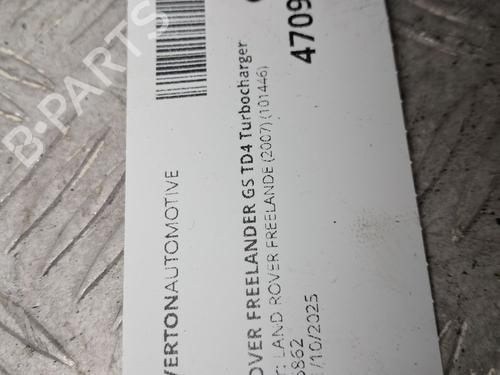 B-PARTS
4709
OVER FREELANDER GS TD4 Turbocharger
T: LAND ROVER FREELANDE (2007) (101446)
5862
/10/2025
VERTONAUTOMOTIVE